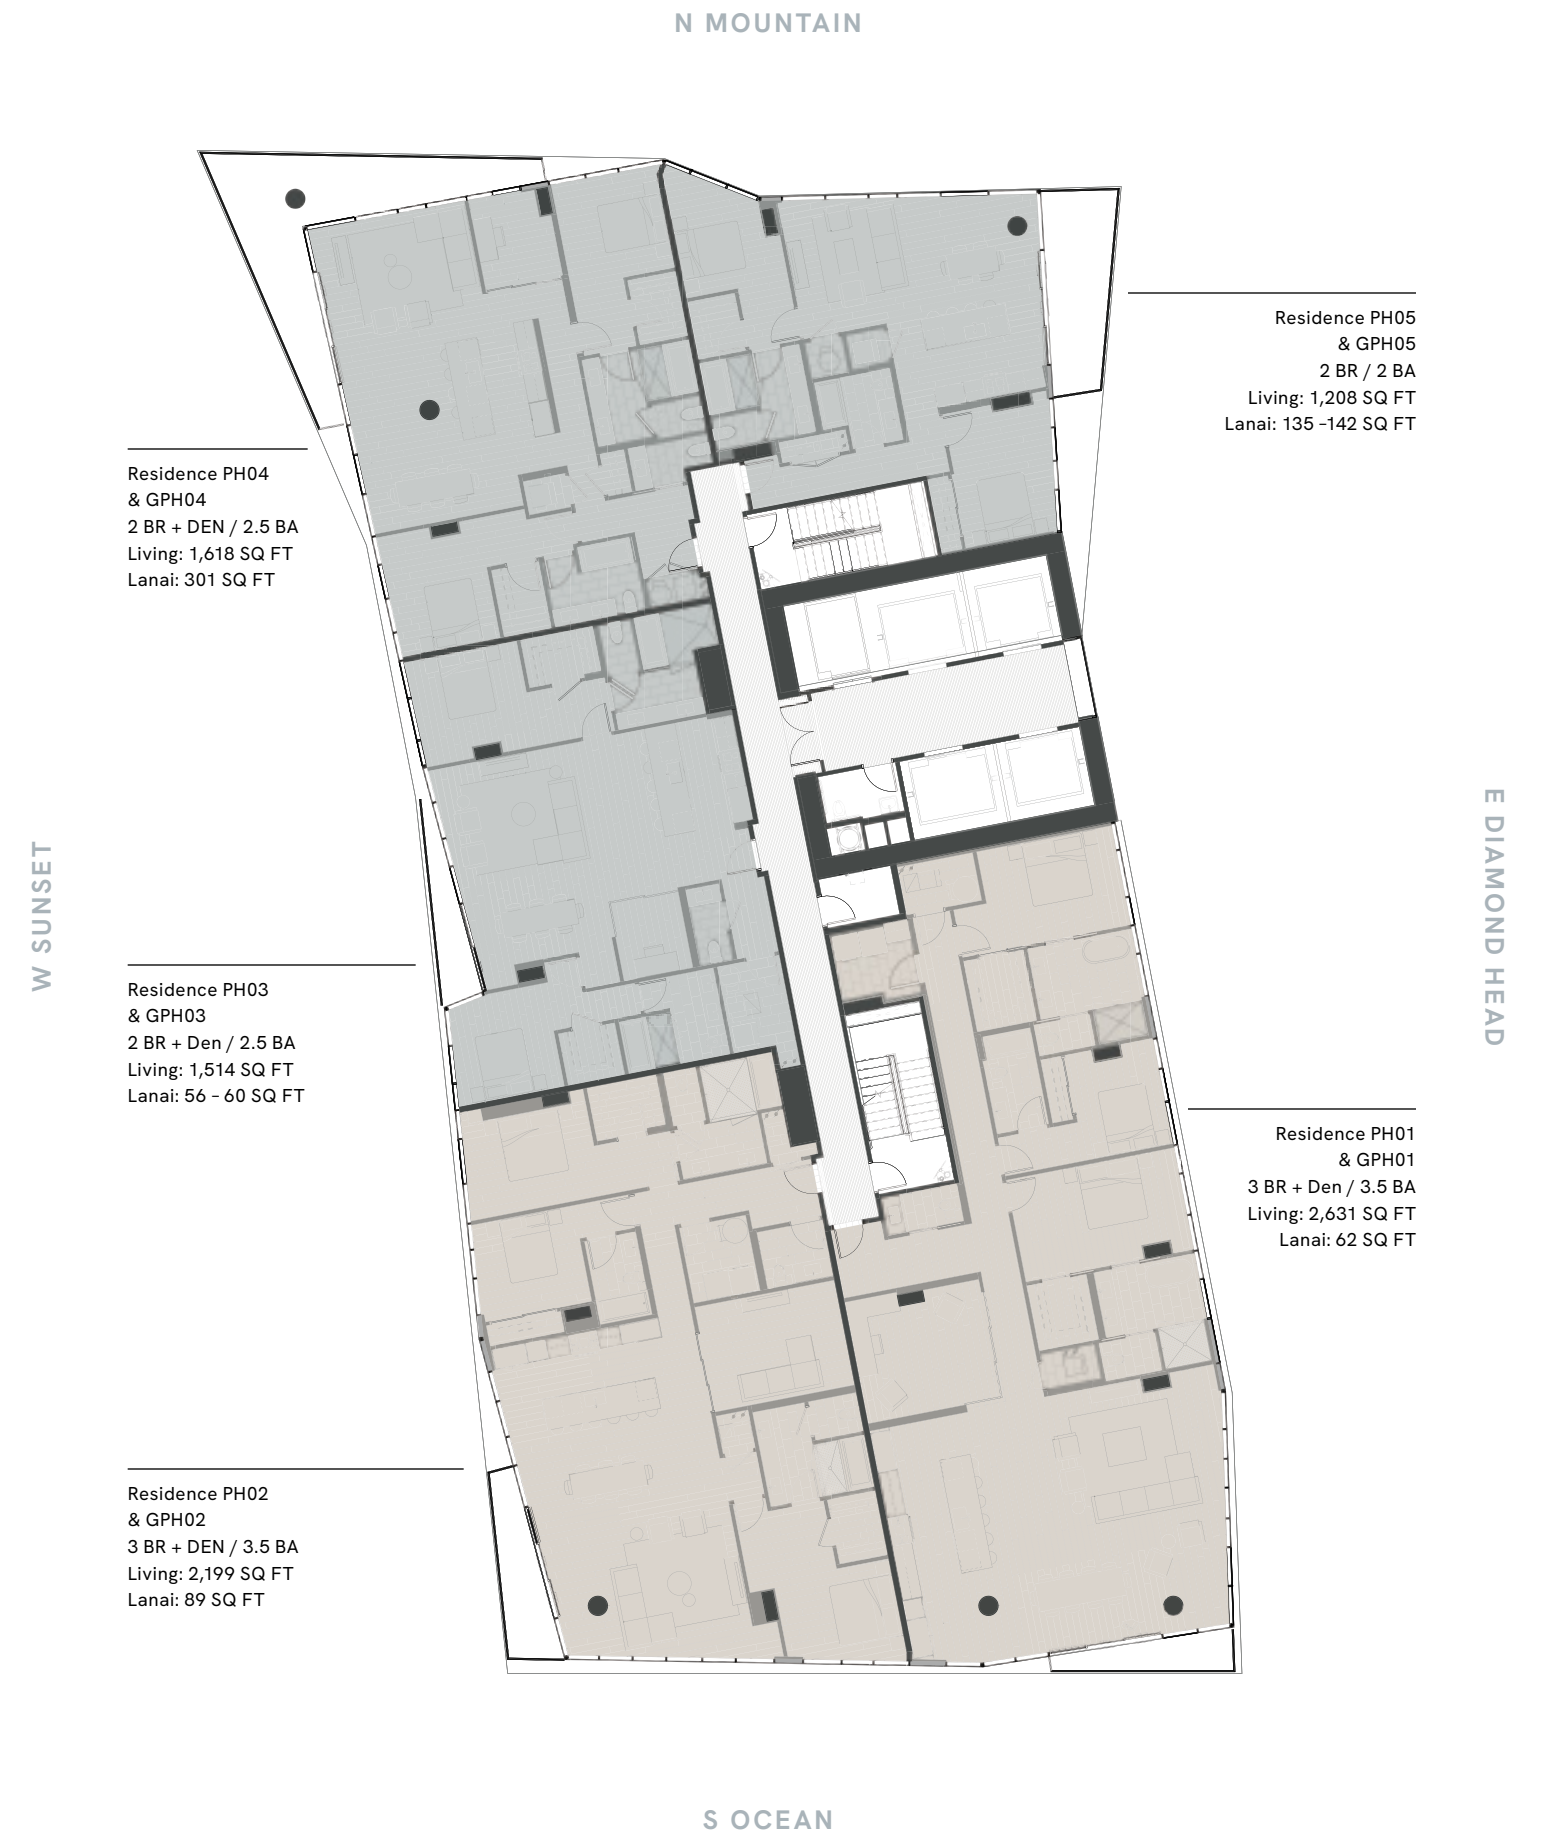 N MOUNTAIN
Residence PH05
& GPH05
2 BR / 2 BA
Living: 1,208 SQ FT
Lanai: 135 –142 SQ FT
Residence PH04
& GPH04
2 BR + DEN / 2.5 BA
Living: 1,618 SQ FT
Lanai: 301 SQ FT
W SUNSET
E DIAMOND HEAD
Residence PH03
& GPH03
2 BR + Den / 2.5 BA
Living: 1,514 SQ FT
Lanai: 56 – 60 SQ FT
Residence PH01
& GPH01
3 BR + Den / 3.5 BA
Living: 2,631 SQ FT
Lanai: 62 SQ FT
Residence PH02
& GPH02
3 BR + DEN / 3.5 BA
Living: 2,199 SQ FT
Lanai: 89 SQ FT
S OCEAN